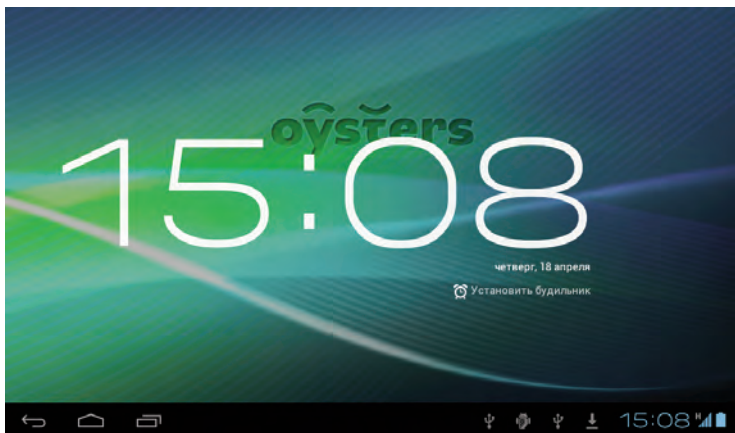 oysters
15:08
четверг, 18 апреля
Установить будильник
15:08 H